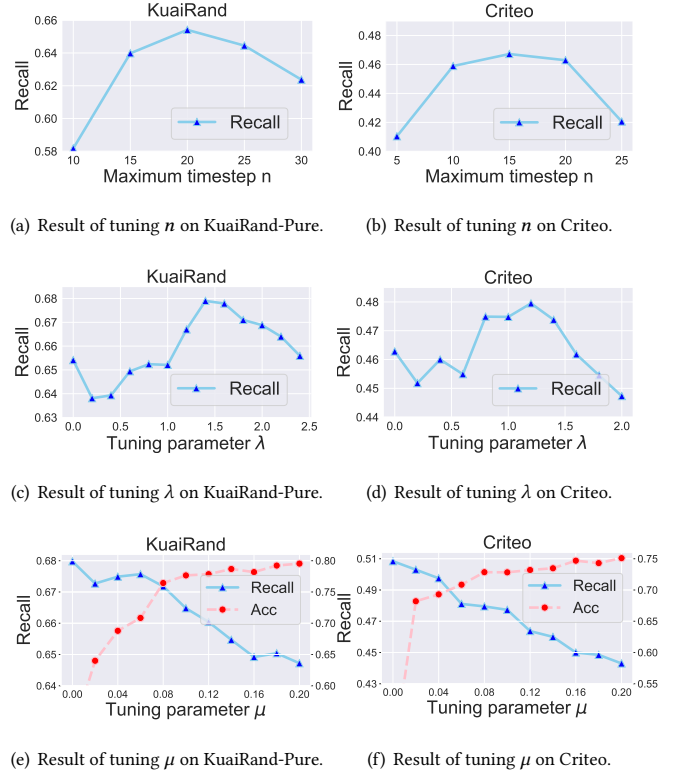 KuaiRand
0.66
0.64
0.62
0.60
0.58
Recall
Recall
10 15 20 25 30
Maximum timestep n
Criteo
0.48
0.46
0.44
0.42
0.40
Recall
Recall
5 10 15 20 25
Maximum timestep n
(a) Result of tuning n on KuaiRand-Pure.
(b) Result of tuning n on Criteo.
KuaiRand
0.68
0.67
0.66
0.65
0.64
0.63
Recall
Recall
0.0 0.5 1.0 1.5 2.0 2.5
Tuning parameter λ
Criteo
0.48
0.47
0.46
0.45
0.44
Recall
Recall
0.0 0.5 1.0 1.5 2.0
Tuning parameter λ
(c) Result of tuning λ on KuaiRand-Pure.
(d) Result of tuning λ on Criteo.
KuaiRand
0.68
0.67
0.66
0.65
0.64
Recall
Recall
Acc
0.80
0.75
0.70
0.65
0.60
0.00 0.04 0.08 0.12 0.16 0.20
Tuning parameter μ
Criteo
0.51
0.49
0.47
0.45
0.43
Recall
Recall
Acc
0.75
0.70
0.65
0.60
0.55
0.00 0.04 0.08 0.12 0.16 0.20
Tuning parameter μ
(e) Result of tuning μ on KuaiRand-Pure.
(f) Result of tuning μ on Criteo.